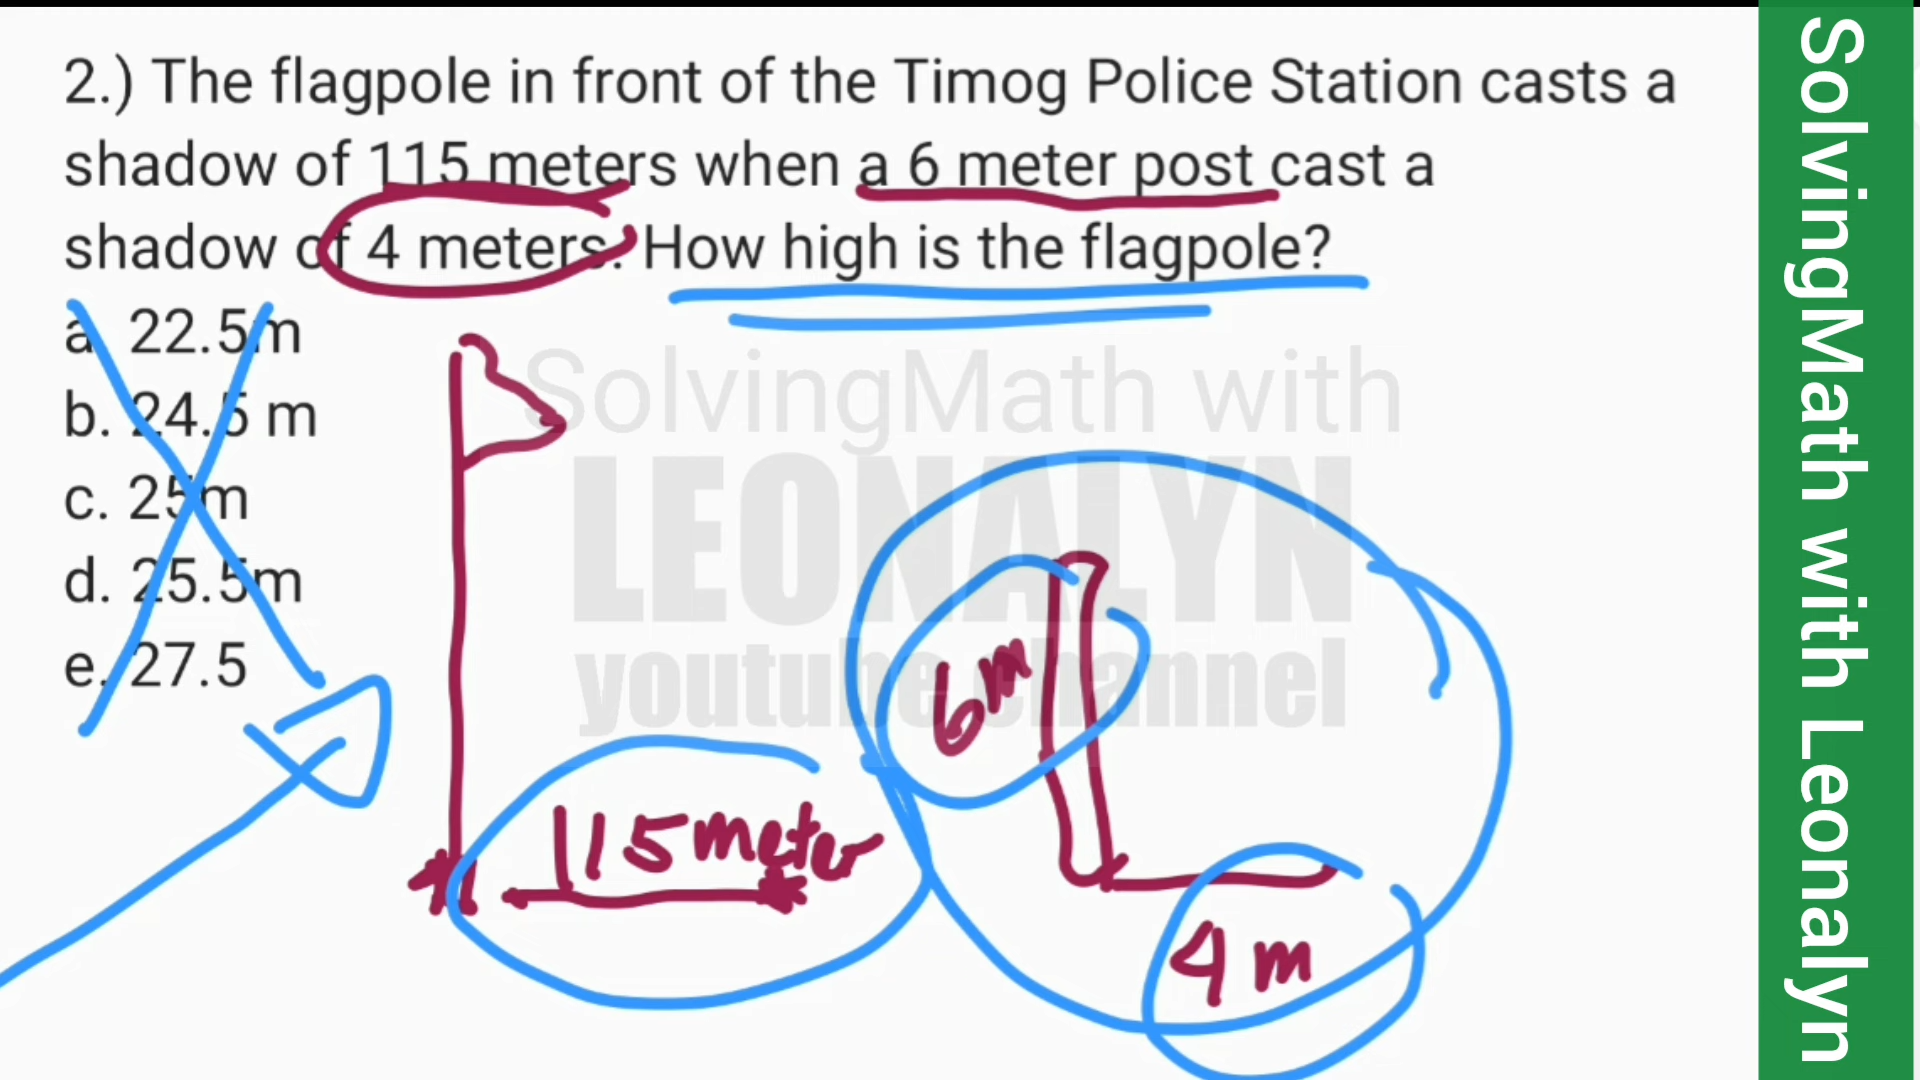 2.) The flagpole in front of the Timog Police Station casts a
shadow of 115 meters when a 6 meter post cast a
shadow of 4 meters. How high is the flagpole?
a. 22.5m
b. 24.5 m
c. 25m
d. 25.5m
e. 27.5
SolvingMath with
LEONALYN
youtube channel
6m
115 meter
4 m
SolvingMath with Leonalyn